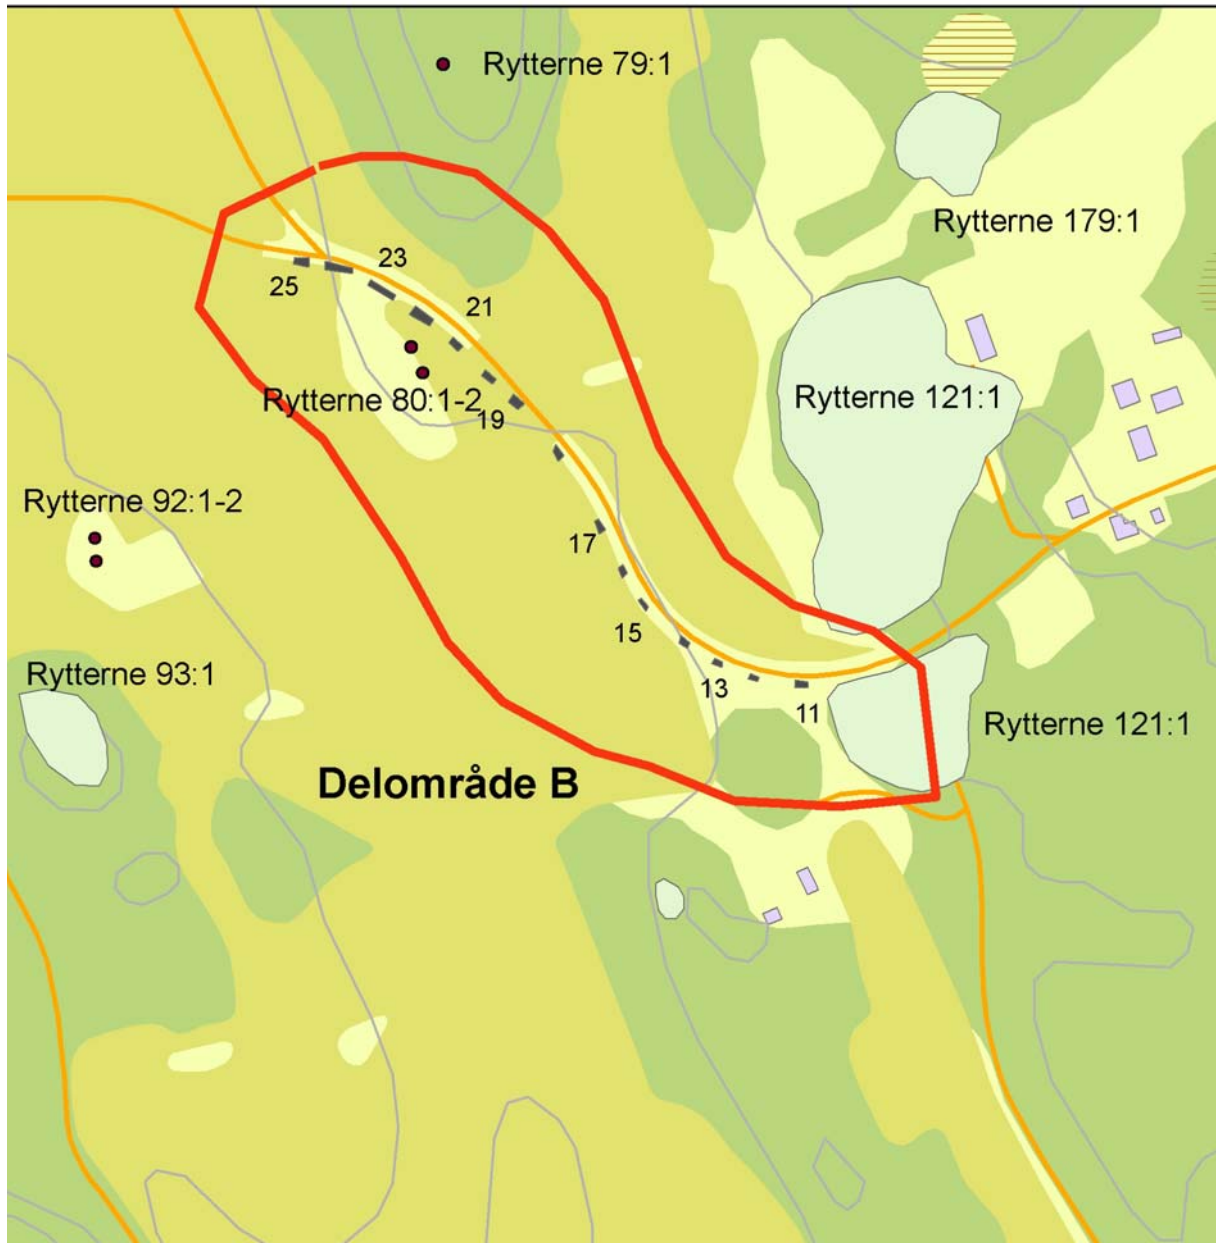 Rytterne 79:1
Rytterne 179:1
23
25
21
Rytterne 121:1
Rytterne 80:1-2
19
Rytterne 92:1-2
17
15
Rytterne 93:1
13
11
Rytterne 121:1
Delområde B